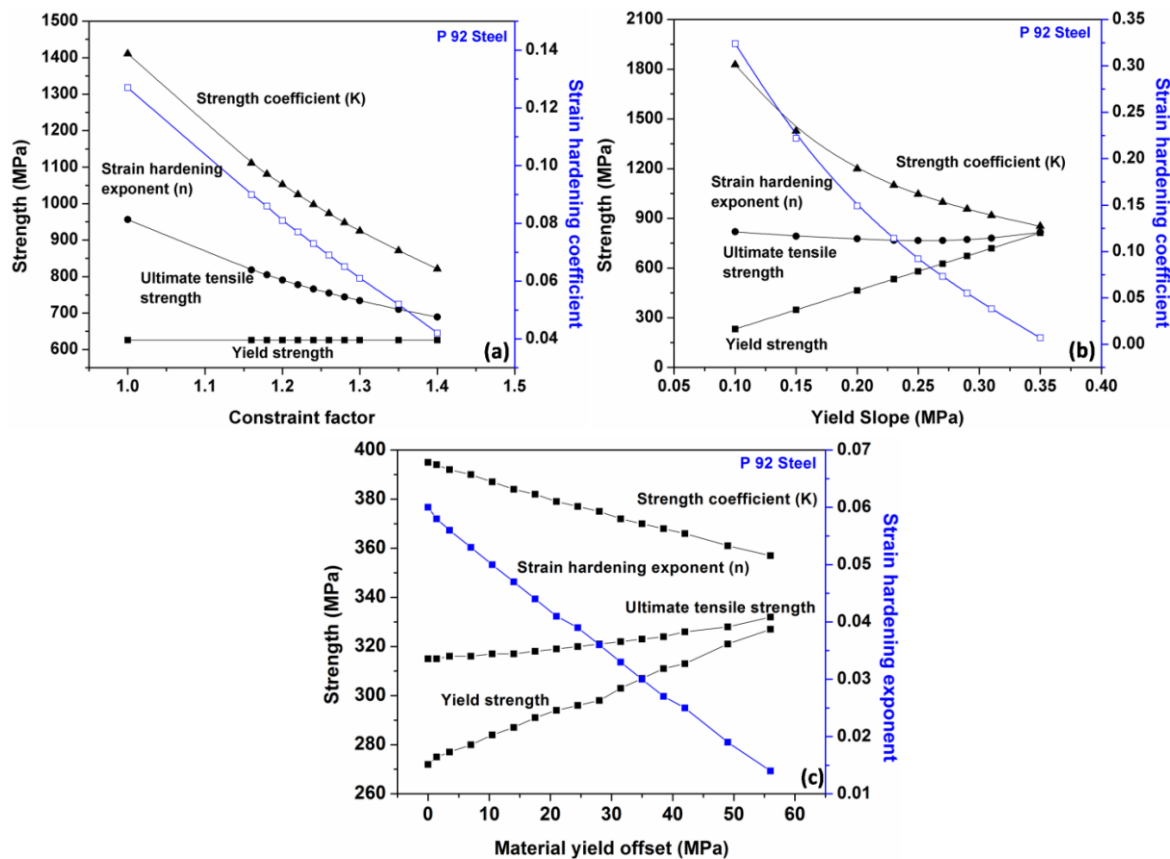 1500
1400
1300
1200
1100
1000
900
800
700
600
Strength (MPa)
P 92 Steel
Strength coefficient (K)
Strain hardening
exponent (n)
Ultimate tensile
strength
Yield strength
(a)
0.14
0.12
0.10
0.08
0.06
0.04
Strain hardening coefficient
1.0
1.1
1.2
1.3
1.4
1.5
Constraint factor
2100
1800
1500
1200
900
600
300
0
Strength (MPa)
P 92 Steel
Strength coefficient (K)
Strain hardening
exponent (n)
Ultimate tensile
strength
Yield strength
(b)
0.35
0.30
0.25
0.20
0.15
0.10
0.05
0.00
Strain hardening coefficient
0.05
0.10
0.15
0.20
0.25
0.30
0.35
0.40
Yield Slope (MPa)
400
380
360
340
320
300
280
260
Strength (MPa)
P 92 Steel
Strength coefficient (K)
Strain hardening exponent (n)
Ultimate tensile strength
Yield strength
(c)
0.07
0.06
0.05
0.04
0.03
0.02
0.01
Strain hardening exponent
0
10
20
30
40
50
60
Material yield offset (MPa)